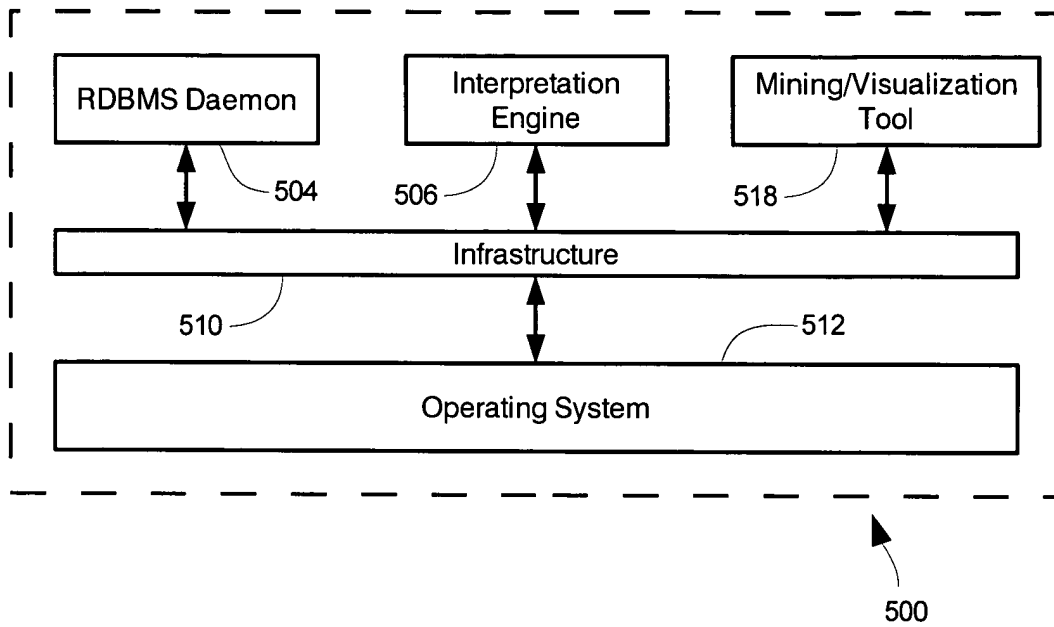 RDBMS Daemon
Interpretation
Engine
Mining/Visualization
Tool
504
506
518
Infrastructure
510
512
Operating System
500